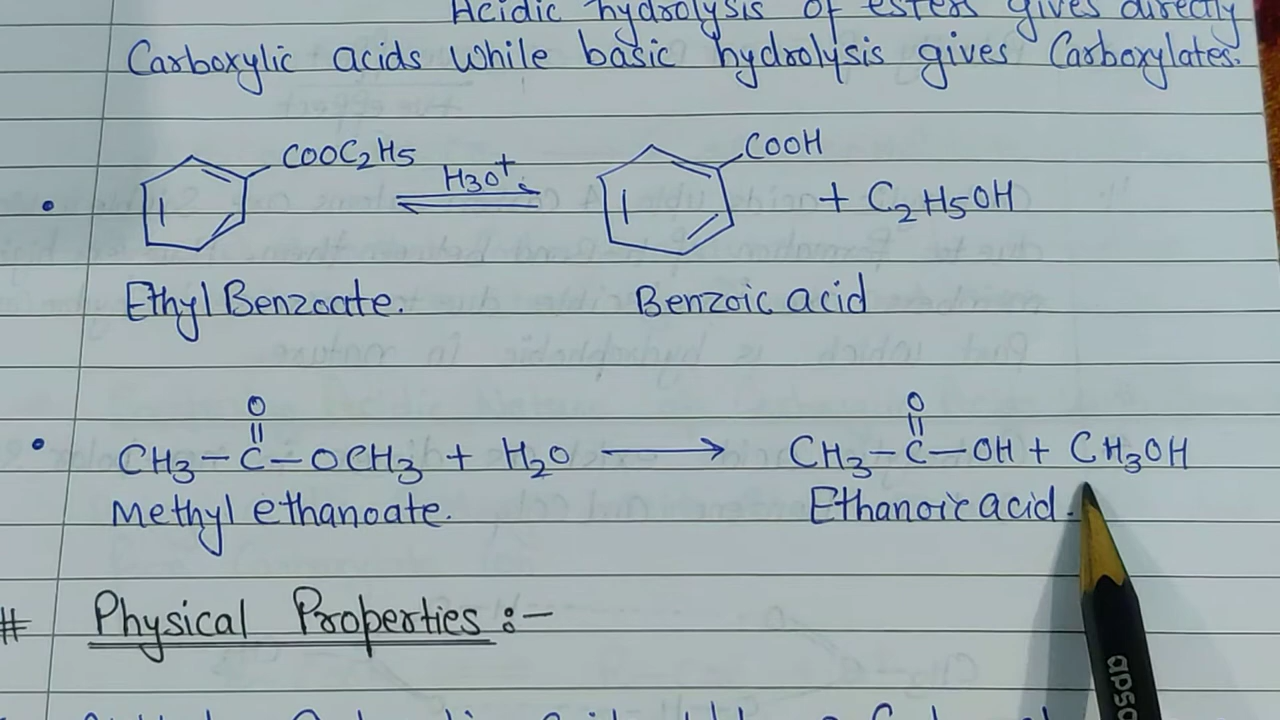 Acidic hydrolysis of esters gives directly
Carboxylic acids while basic hydrolysis gives Carboxylates.
COOC2H5 H3O+ COOH + C2H5OH
Ethyl Benzoate. Benzoic acid
O O
CH3-C-OCH3 + H2O → CH3-C-OH + CH3OH
Methyl ethanoate. Ethanoic acid.
# Physical Properties :-
apsa